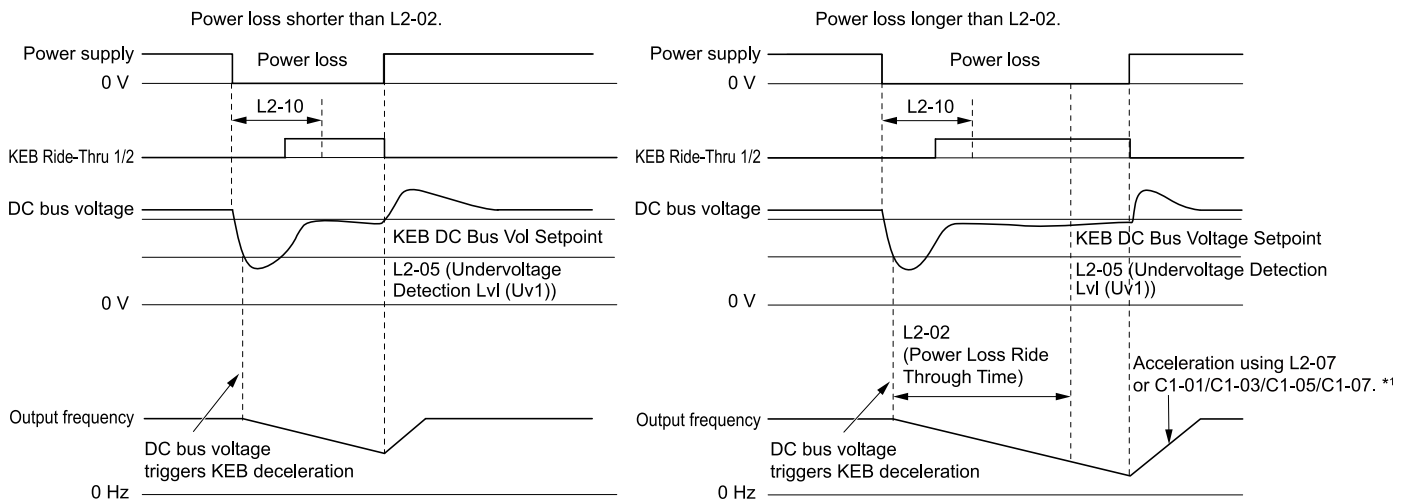 Power loss shorter than L2-02.
Power supply
Power loss
0 V
L2-10
KEB Ride-Thru 1/2
DC bus voltage
KEB DC Bus Vol Setpoint
L2-05 (Undervoltage
Detection Lvl (Uv1))
0 V
Output frequency
DC bus voltage
triggers KEB deceleration
0 Hz
Power loss longer than L2-02.
Power supply
Power loss
0 V
L2-10
KEB Ride-Thru 1/2
DC bus voltage
KEB DC Bus Voltage Setpoint
L2-05 (Undervoltage Detection
Lvl (Uv1))
0 V
L2-02
(Power Loss Ride
Through Time)
Acceleration using L2-07
or C1-01/C1-03/C1-05/C1-07. *1
Output frequency
DC bus voltage
triggers KEB deceleration
0 Hz